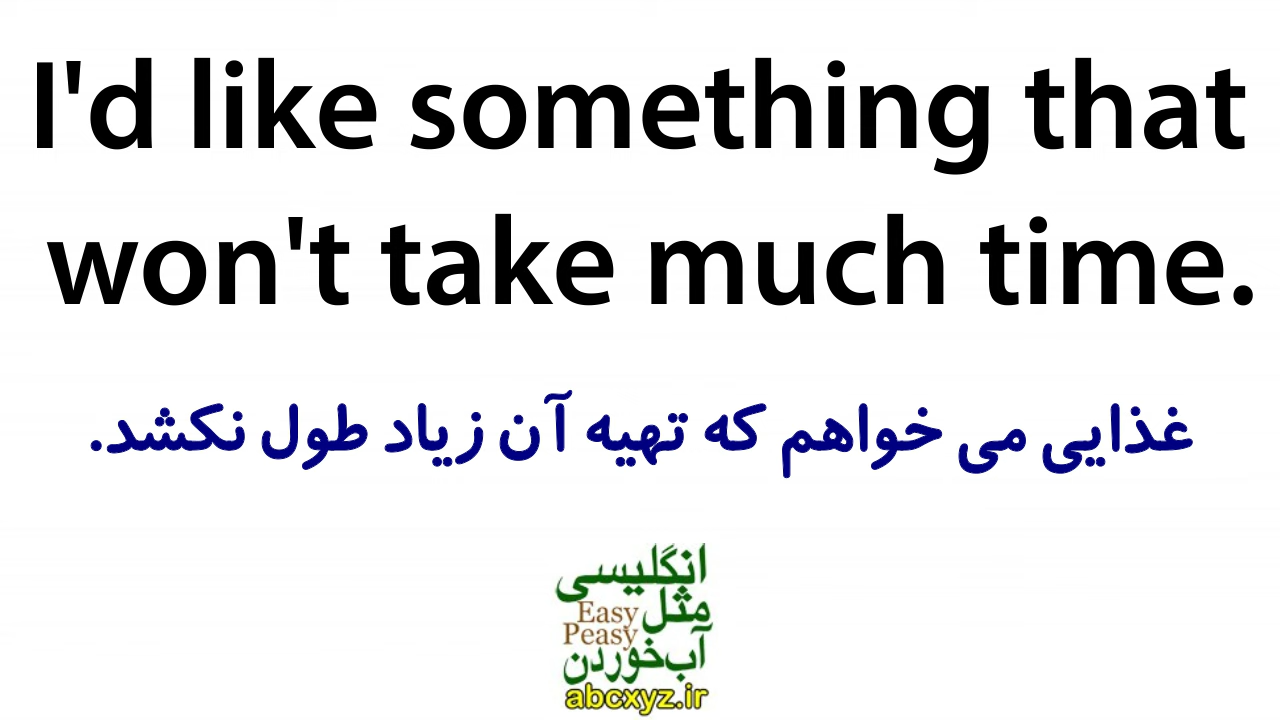 I'd like something that
won't take much time.
غذایی می خواهم که تهیه آن زیاد طول نکشد.
انگلیسی
مثل Easy
Peasy
آب‌خوردن
abcxyz.ir